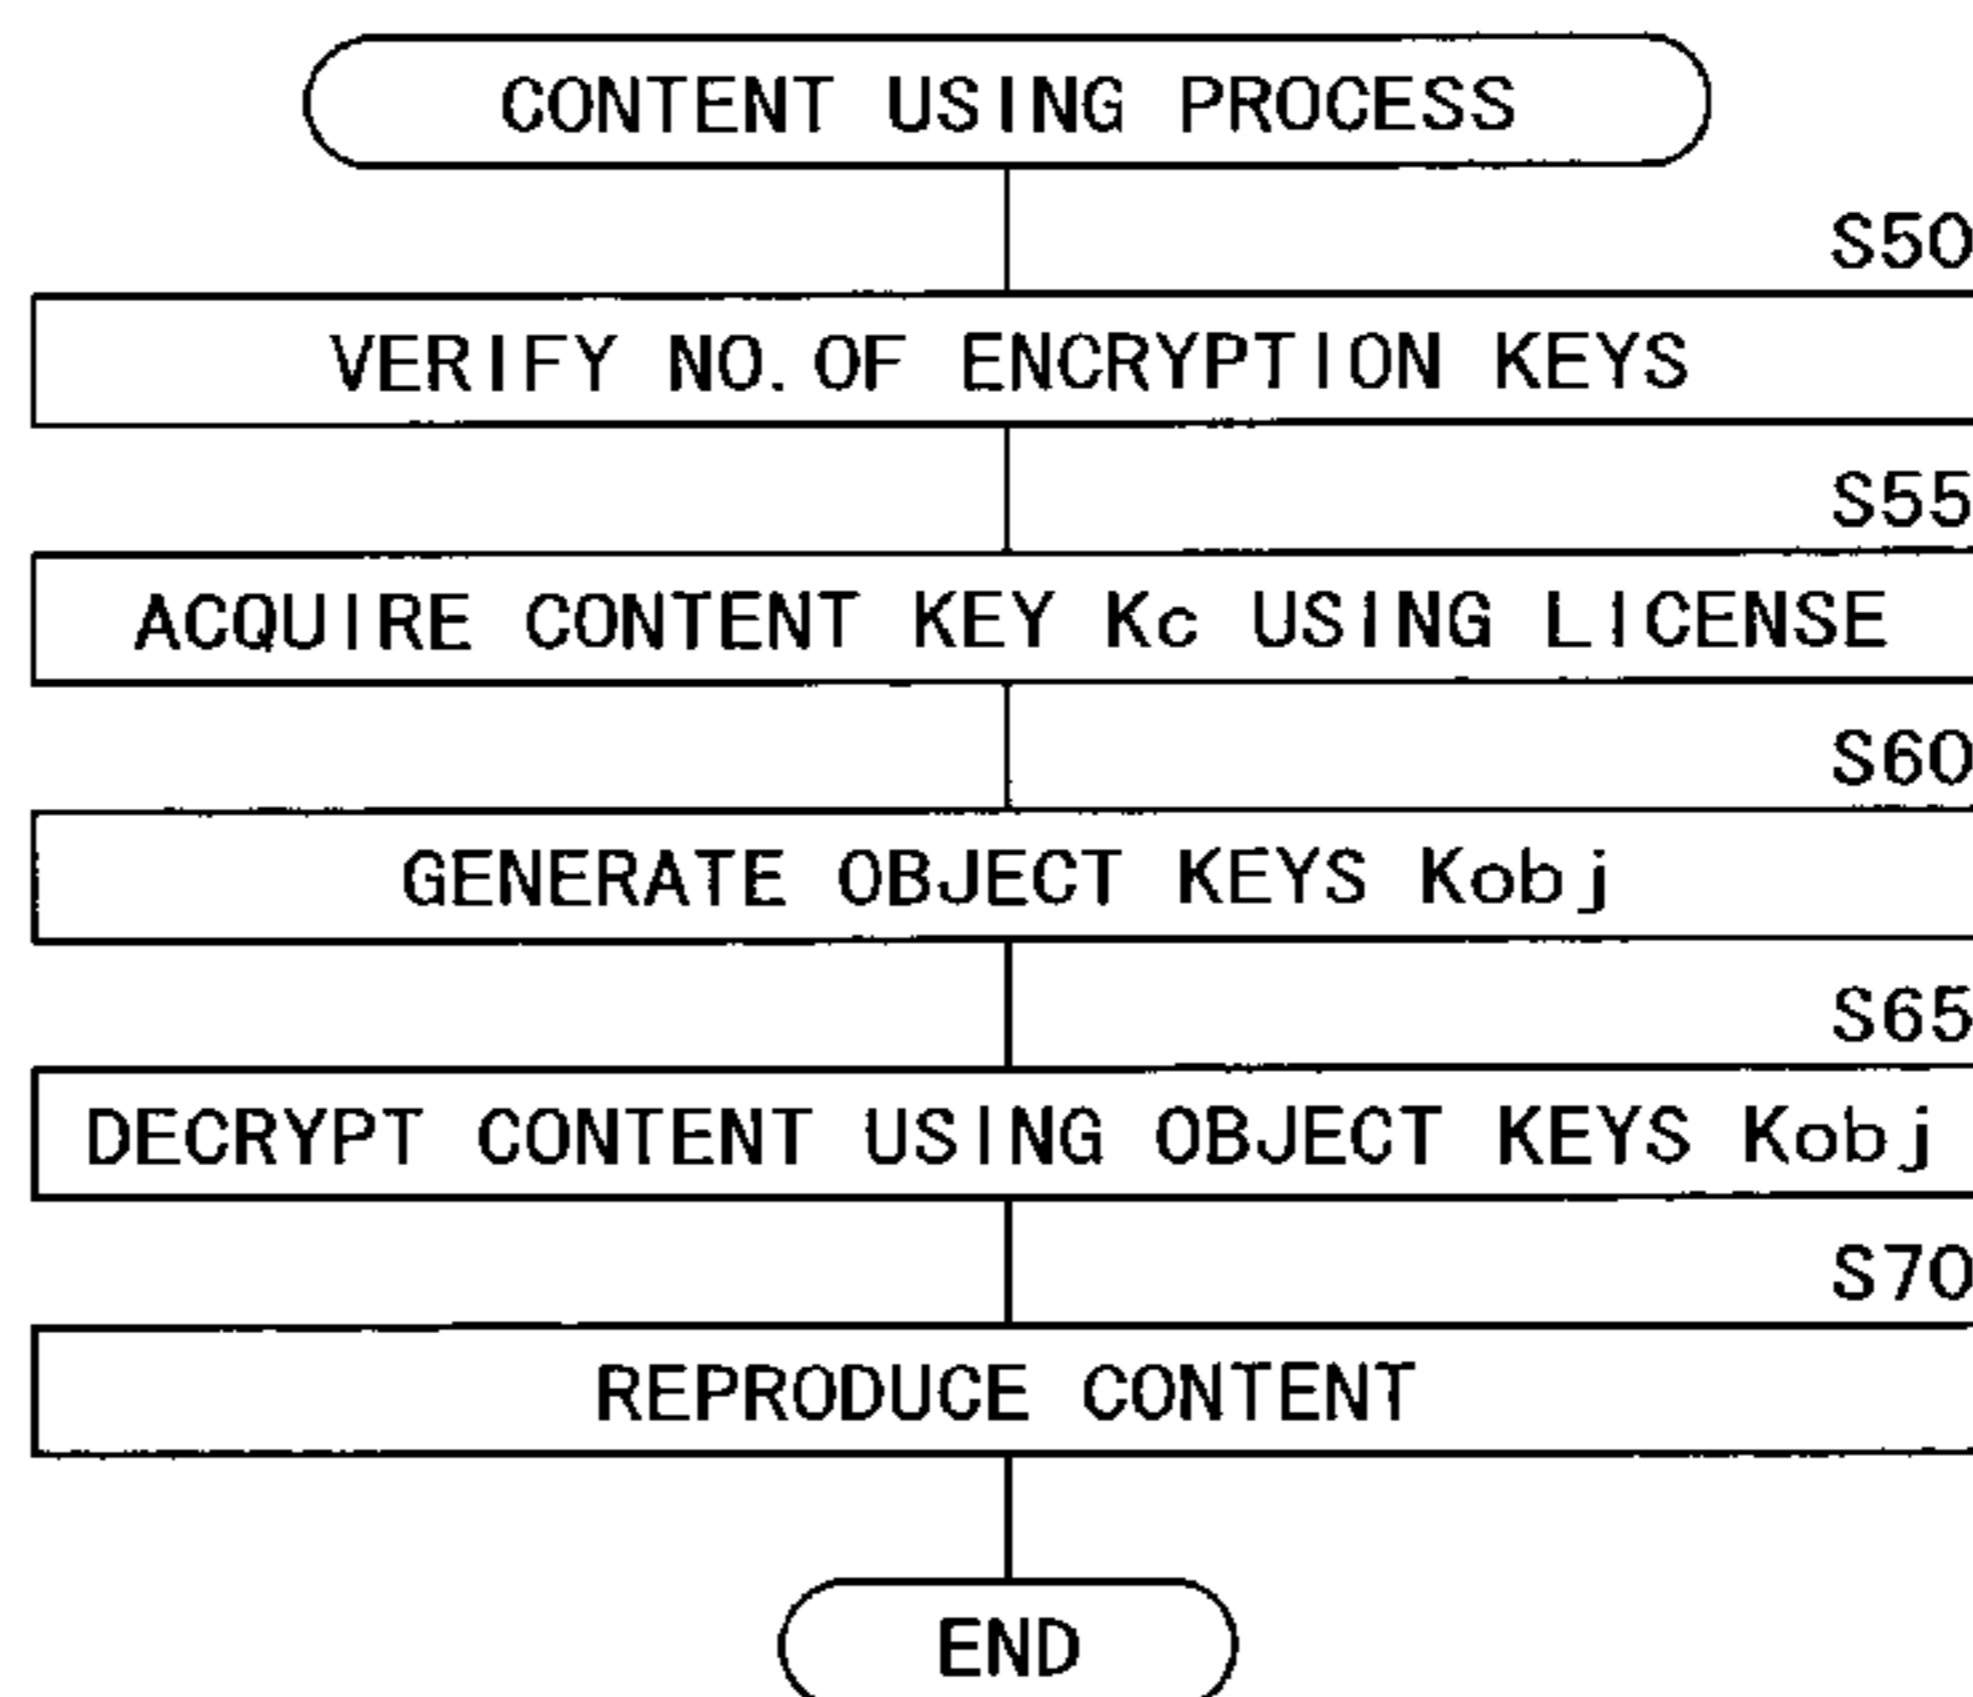 CONTENT USING PROCESS
S50
VERIFY NO. OF ENCRYPTION KEYS
S55
ACQUIRE CONTENT KEY Kc USING LICENSE
S60
GENERATE OBJECT KEYS Kobj
S65
DECRYPT CONTENT USING OBJECT KEYS Kobj
S70
REPRODUCE CONTENT
END